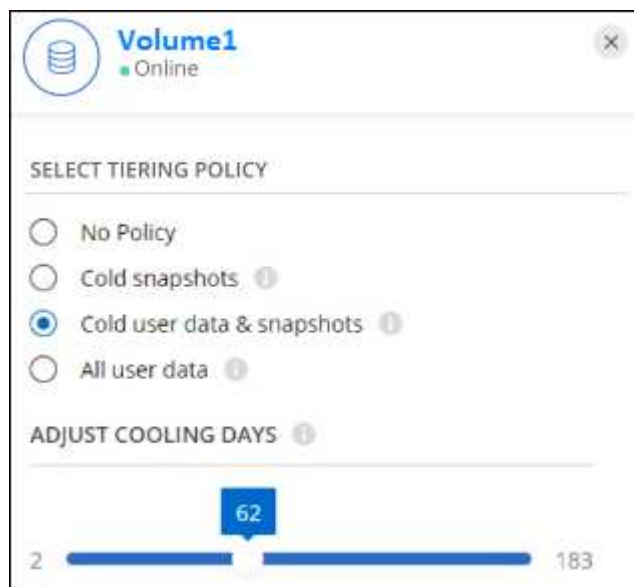 Volume1
Online
SELECT TIERING POLICY
No Policy
Cold snapshots
Cold user data & snapshots
All user data
ADJUST COOLING DAYS
62
2 183